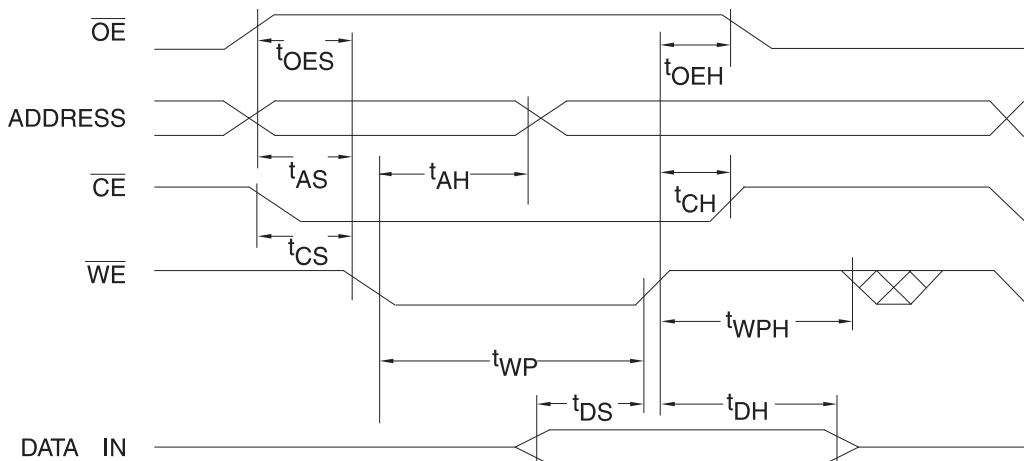 OE
tOES
tOEH
ADDRESS
tAS
tAH
CE
tCH
tCS
WE
tWPH
tWP
tDS
tDH
DATA IN